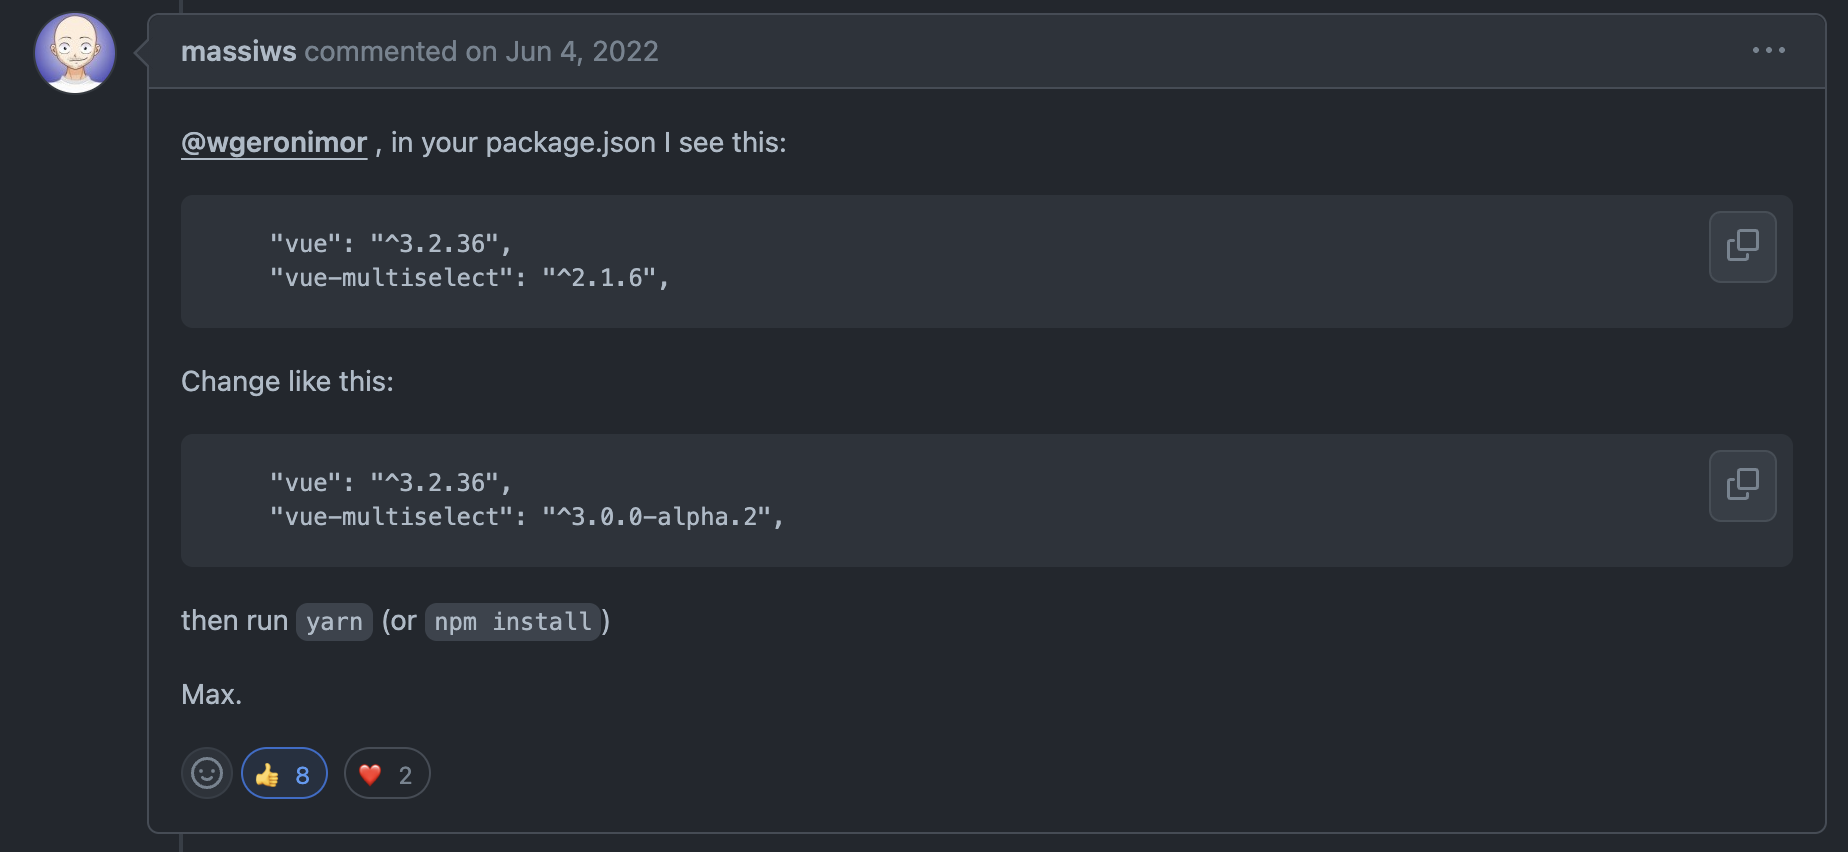 massiws commented on Jun 4, 2022
@wgeronimor , in your package.json I see this:
"vue": "^3.2.36",
"vue-multiselect": "^2.1.6",
Change like this:
"vue": "^3.2.36",
"vue-multiselect": "^3.0.0-alpha.2",
then run yarn (or npm install)
Max.
👍 8 ❤️ 2